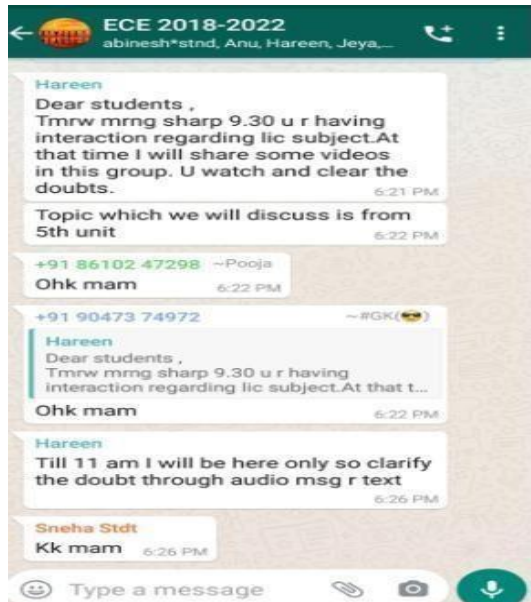 ECE 2018-2022
abinesh*stnd, Anu, Hareen, Jeya,...
Hareen
Dear students ,
Tmrw mrng sharp 9.30 u r having
interaction regarding lic subject.At
that time I will share some videos
in this group. U watch and clear the
doubts.
6:21 PM
Topic which we will discuss is from
5th unit
6:22 PM
+91 86102 47298 ~Pooja
Ohk mam
6:22 PM
+91 90473 74972 ~#GK(😎)
Hareen
Dear students ,
Tmrw mrng sharp 9.30 u r having
interaction regarding lic subject.At that t...
Ohk mam
6:22 PM
Hareen
Till 11 am I will be here only so clarify
the doubt through audio msg r text
6:26 PM
Sneha Stdt
Kk mam 6:26 PM
Type a message